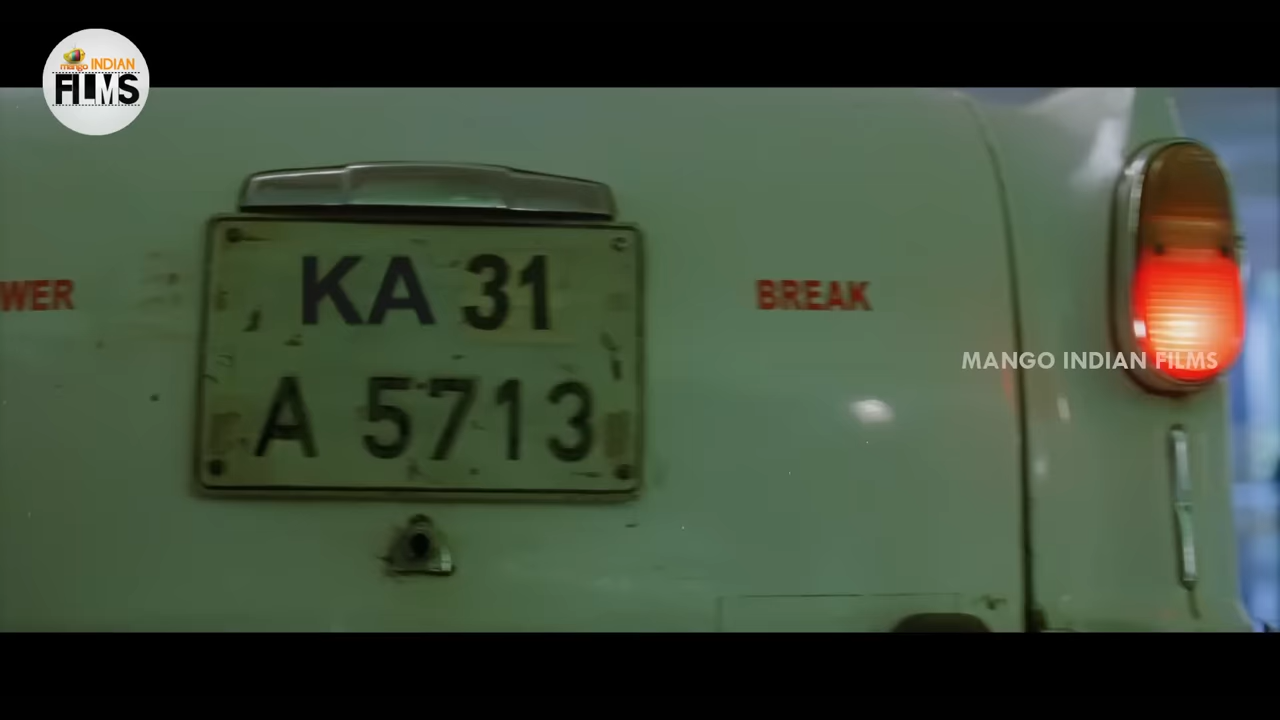 mango INDIAN
FILMS
KA 31
WER
BREAK
MANGO INDIAN FILMS
A 5713